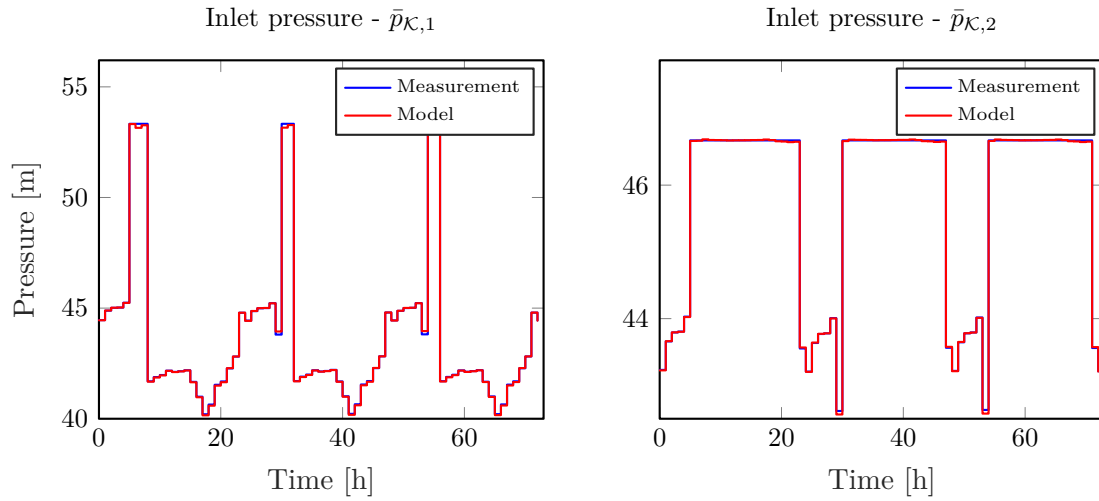 Inlet pressure - p̄𝒦,1
55
50
45
40
0
20
40
60
Pressure [m]
Time [h]
Measurement
Model
Inlet pressure - p̄𝒦,2
46
44
0
20
40
60
Time [h]
Measurement
Model